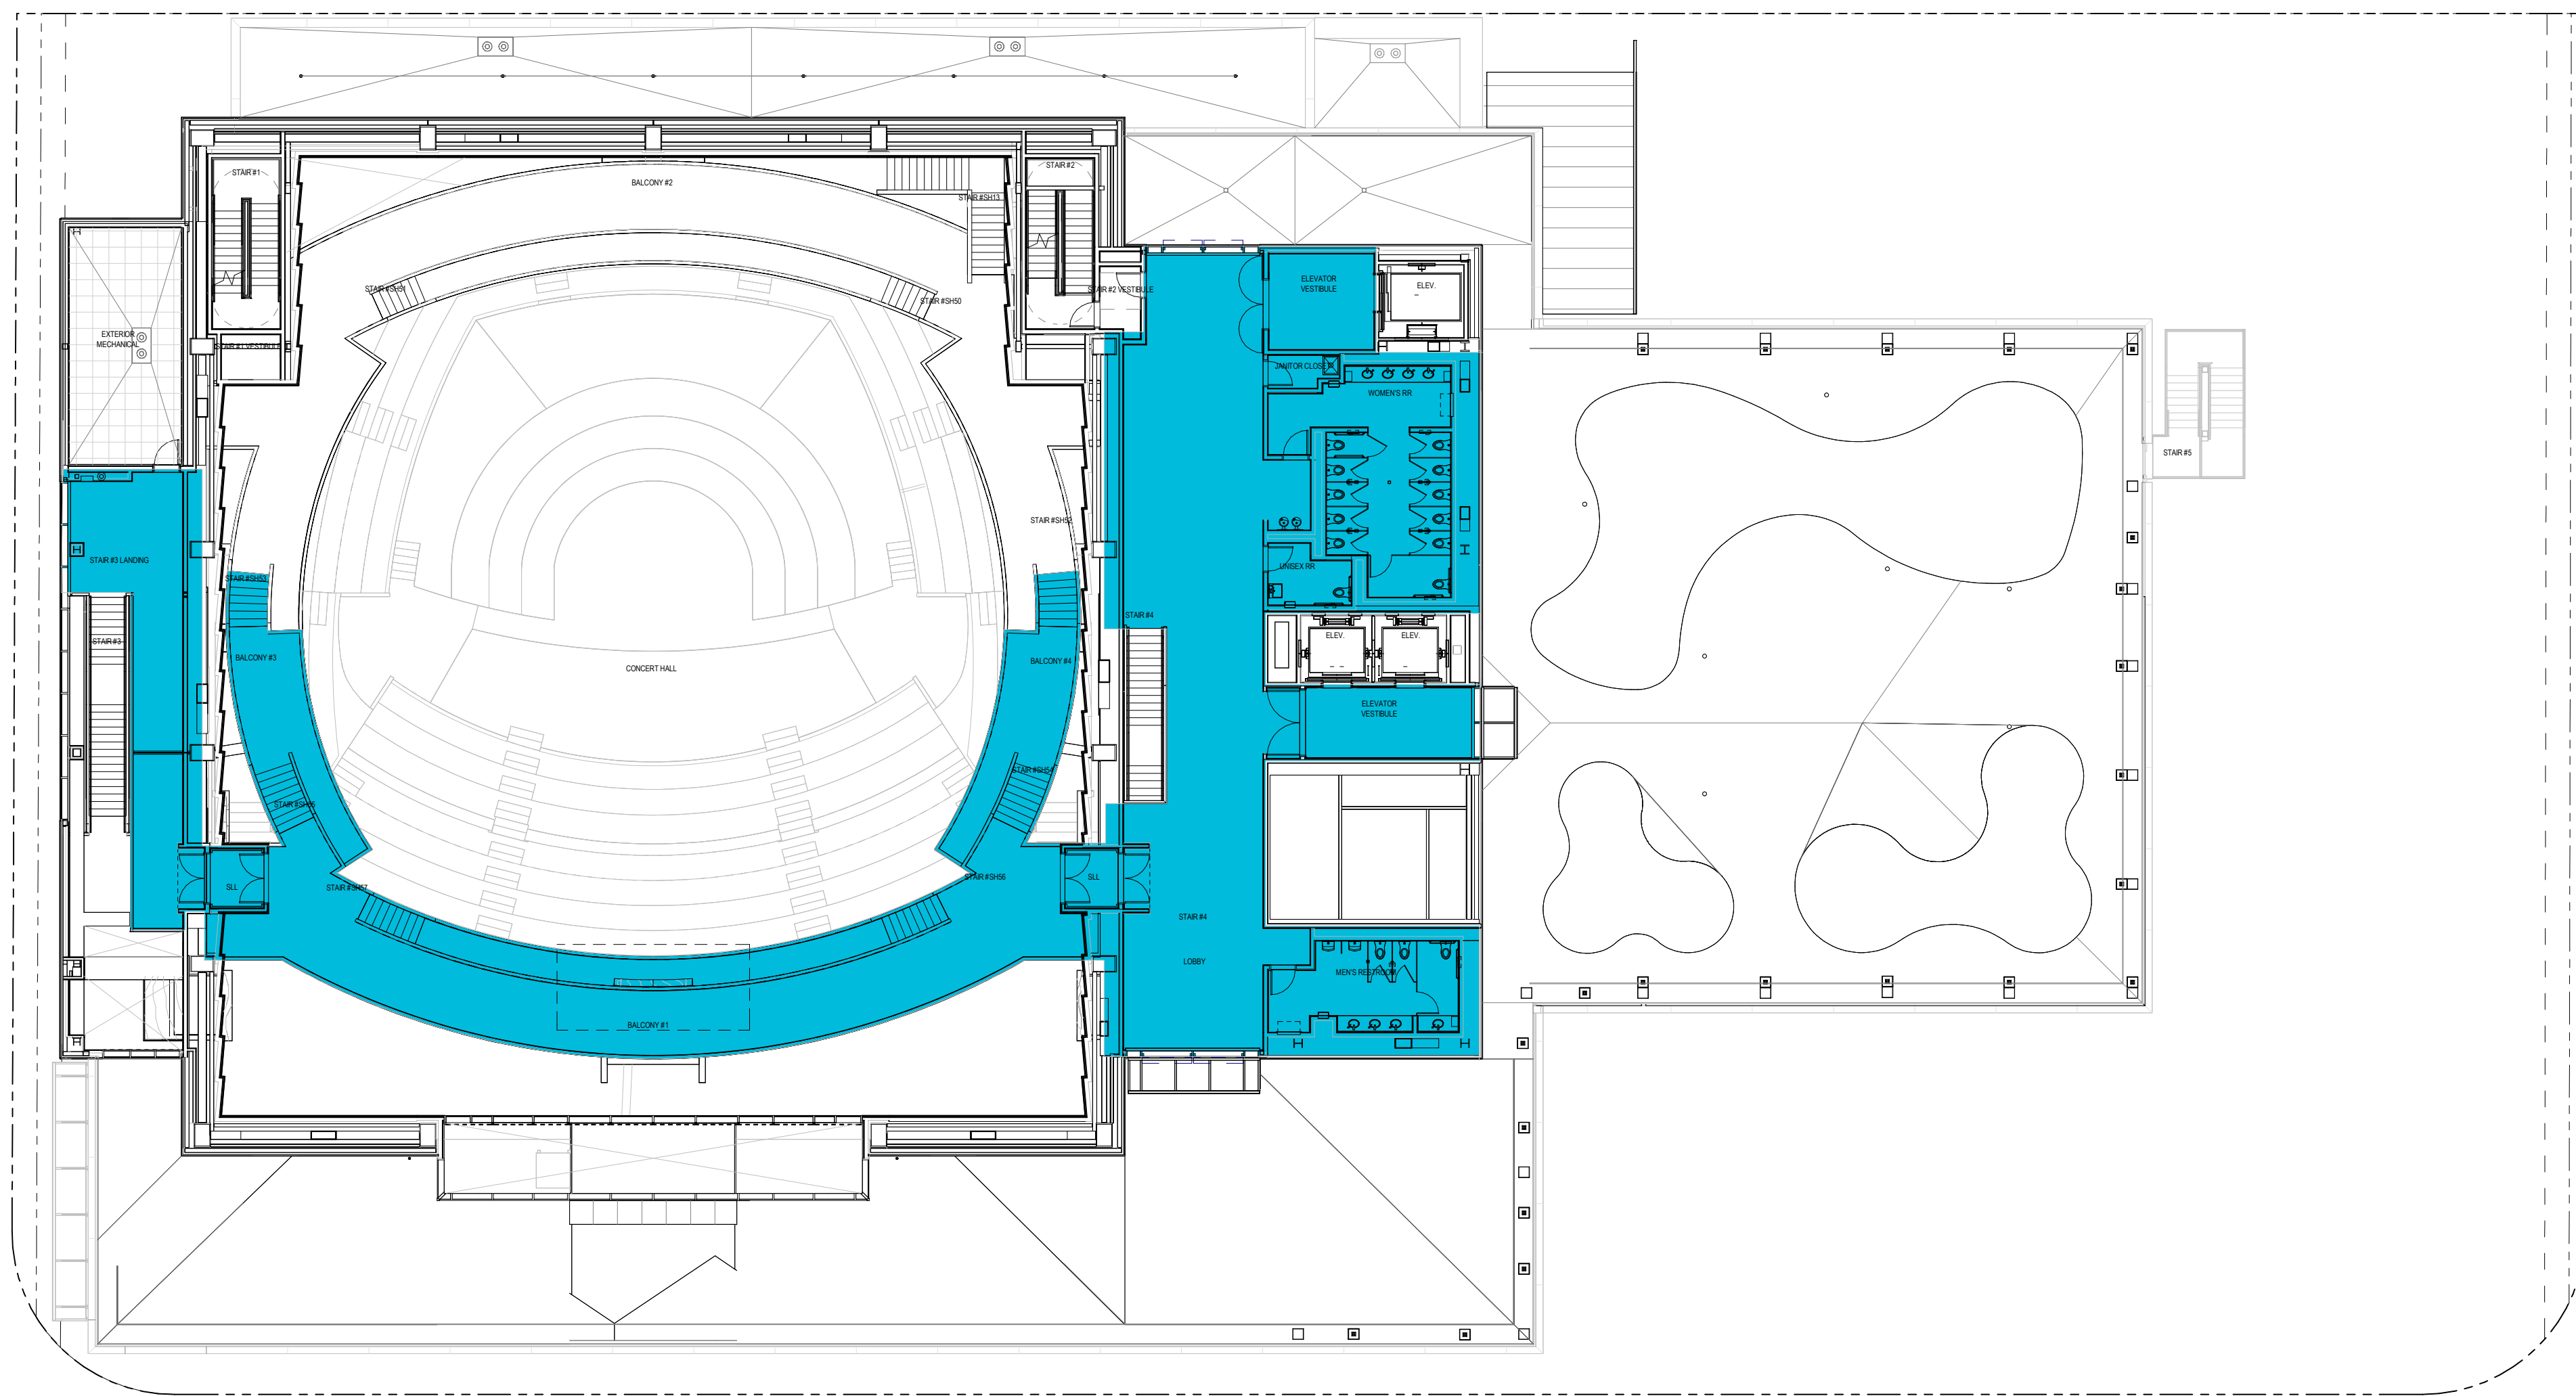 STAIR #1
STAIR #2
BALCONY #2
STAIR #SH13
STAIR #SH51
STAIR #SH50
STAIR #2 VESTIBULE
ELEVATOR
VESTIBULE
ELEV.
EXTERIOR
MECHANICAL
STAIR #1 VESTIBULE
JANITOR CLOSET
WOMEN'S RR
STAIR #5
STAIR #SH52
STAIR #3 LANDING
STAIR #SH53
UNISEX RR
STAIR #4
STAIR #3
ELEV.
ELEV.
BALCONY #3
BALCONY #4
CONCERT HALL
ELEVATOR
VESTIBULE
STAIR #SH54
STAIR #SH55
SLL
STAIR #SH57
STAIR #SH56
SLL
STAIR #4
LOBBY
MEN'S RESTROOM
BALCONY #1